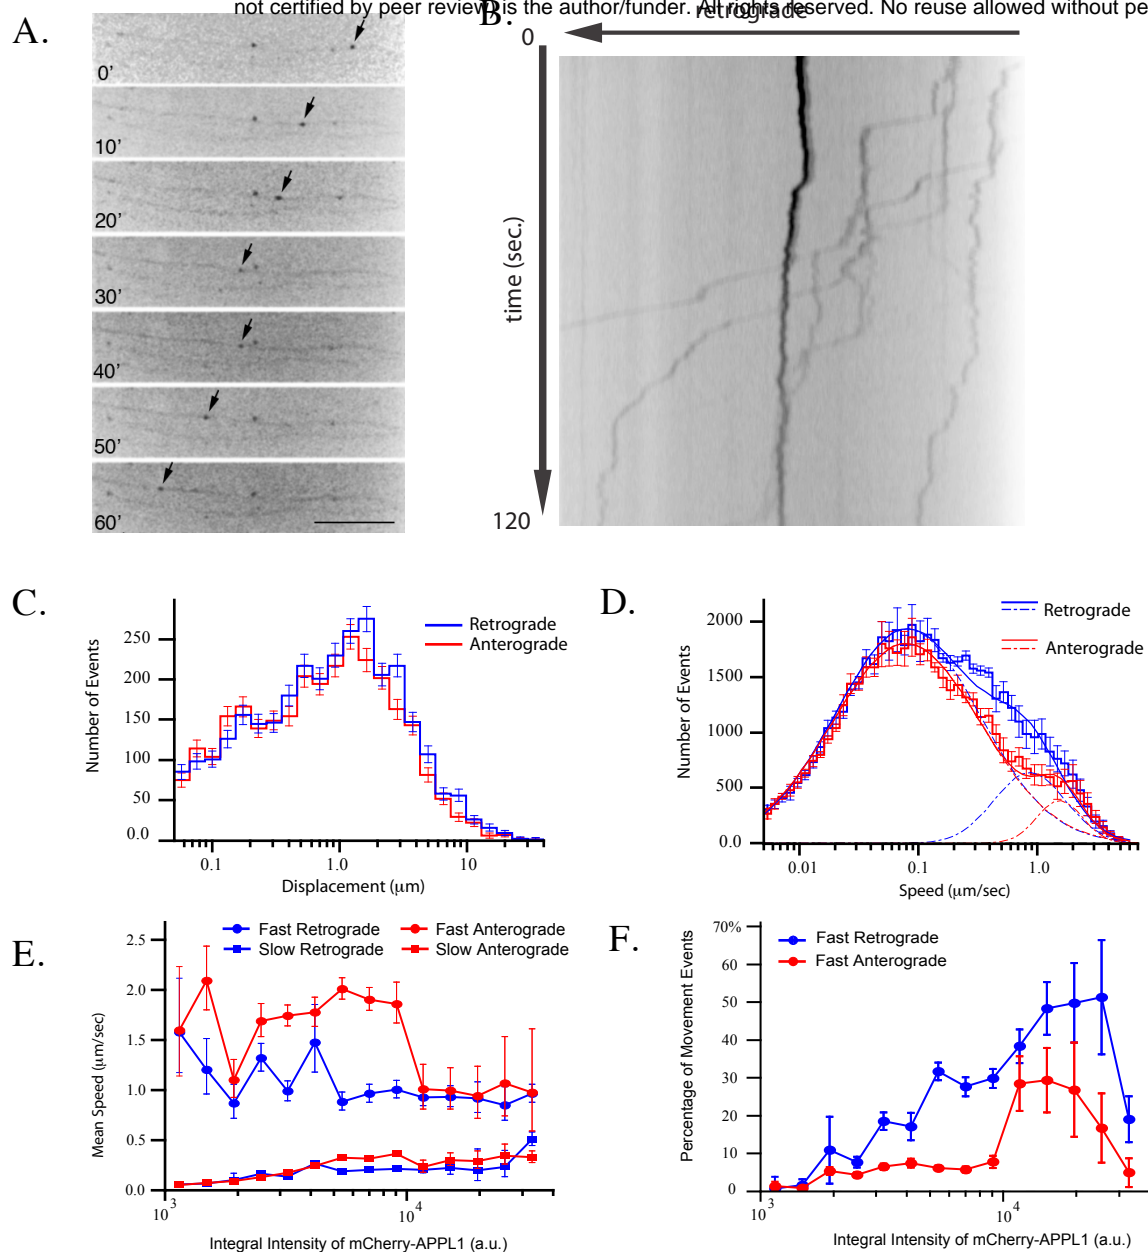 not certified by peer review) is the author/funder. All rights reserved. No reuse allowed without pe
A.
B.
retrograde
0
time (sec.)
120
0'
10'
20'
30'
40'
50'
60'
C.
Number of Events
250
200
150
100
50
0.0
0.1
1.0
10
Displacement (μm)
Retrograde
Anterograde
D.
Number of Events
2000
1500
1000
500
0.0
0.01
0.1
1.0
Speed (μm/sec)
Retrograde
Anterograde
E.
Fast Retrograde
Fast Anterograde
Slow Retrograde
Slow Anterograde
Mean Speed (μm/sec)
2.5
2.0
1.5
1.0
0.5
0.0
10³
10⁴
Integral Intensity of mCherry-APPL1 (a.u.)
F.
Fast Retrograde
Fast Anterograde
Percentage of Movement Events
70%
60
50
40
30
20
10
0
10³
10⁴
Integral Intensity of mCherry-APPL1 (a.u.)